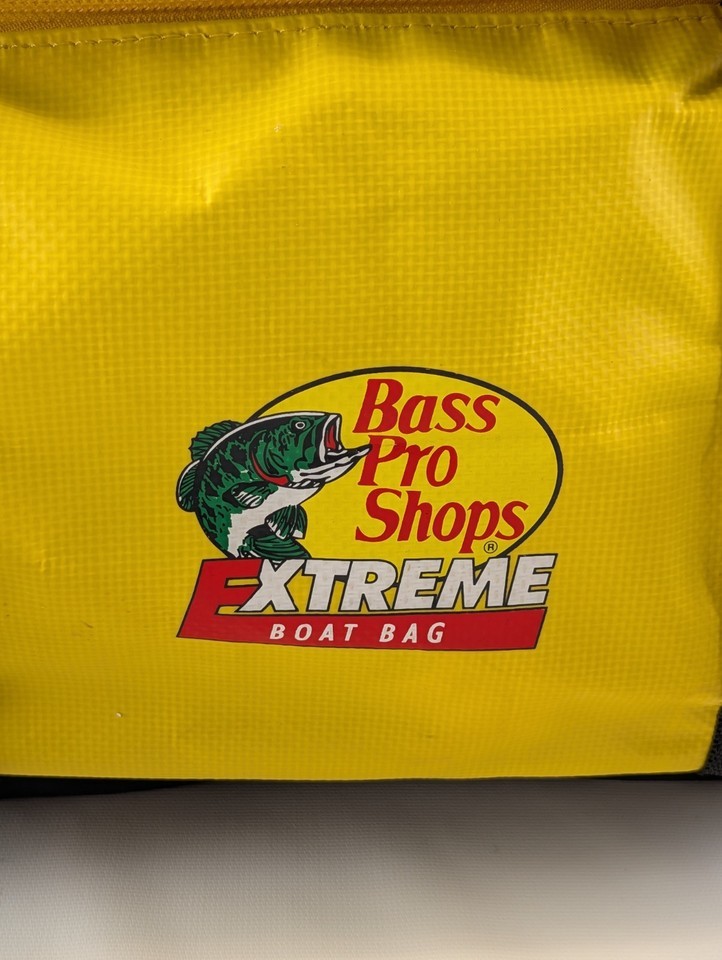 Bass
Pro
Shops®
EXTREME
BOAT BAG